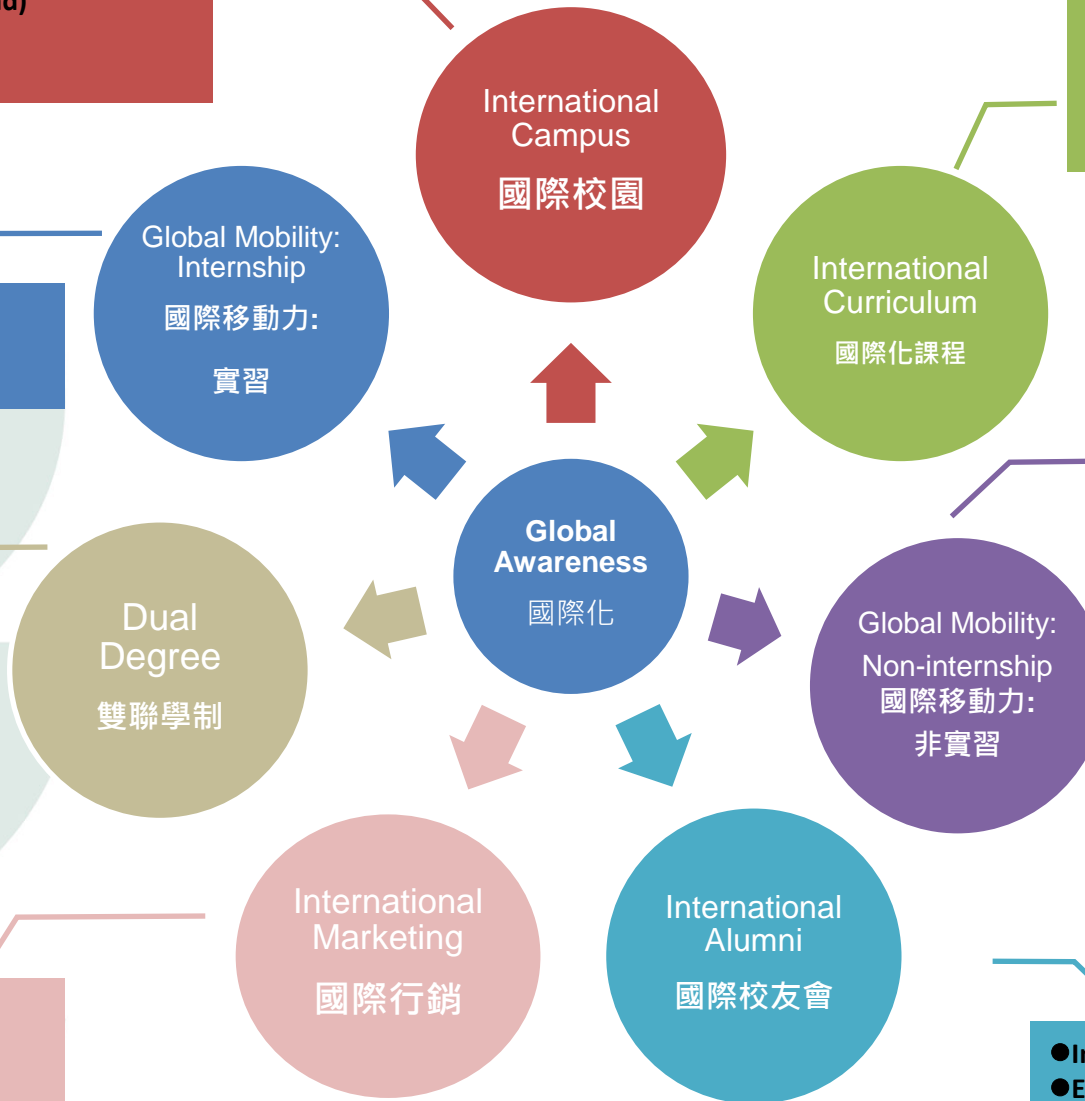 International
Campus
國際校園
Global Mobility:
Internship
國際移動力:
實習
International
Curriculum
國際化課程
Global
Awareness
國際化
Dual
Degree
雙聯學制
Global Mobility:
Non-internship
國際移動力:
非實習
International
Marketing
國際行銷
International
Alumni
國際校友會